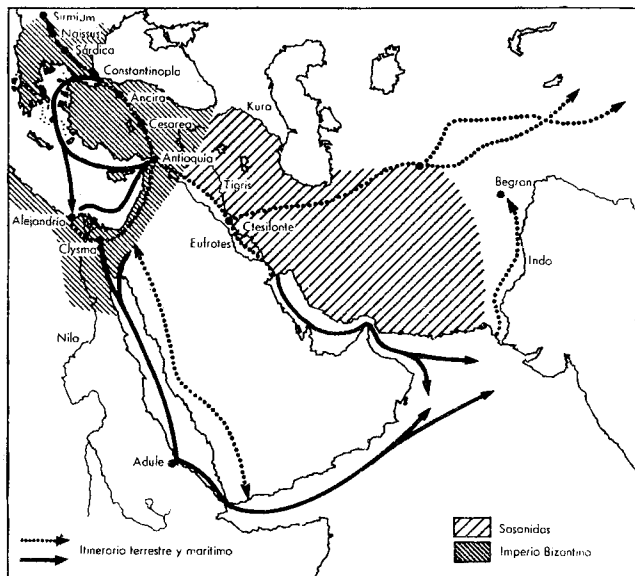 Sirmium
Naissus
Sárdica
Constantinopla
Ancira
Cesarea
Kura
Antioquía
Tigris
Begran
Alejandría
Ctesifonte
Clysma
Eufrotes
Indo
Nilo
Adule
Sasanidas
Itinerario terrestre y marítimo
Imperio Bizantino